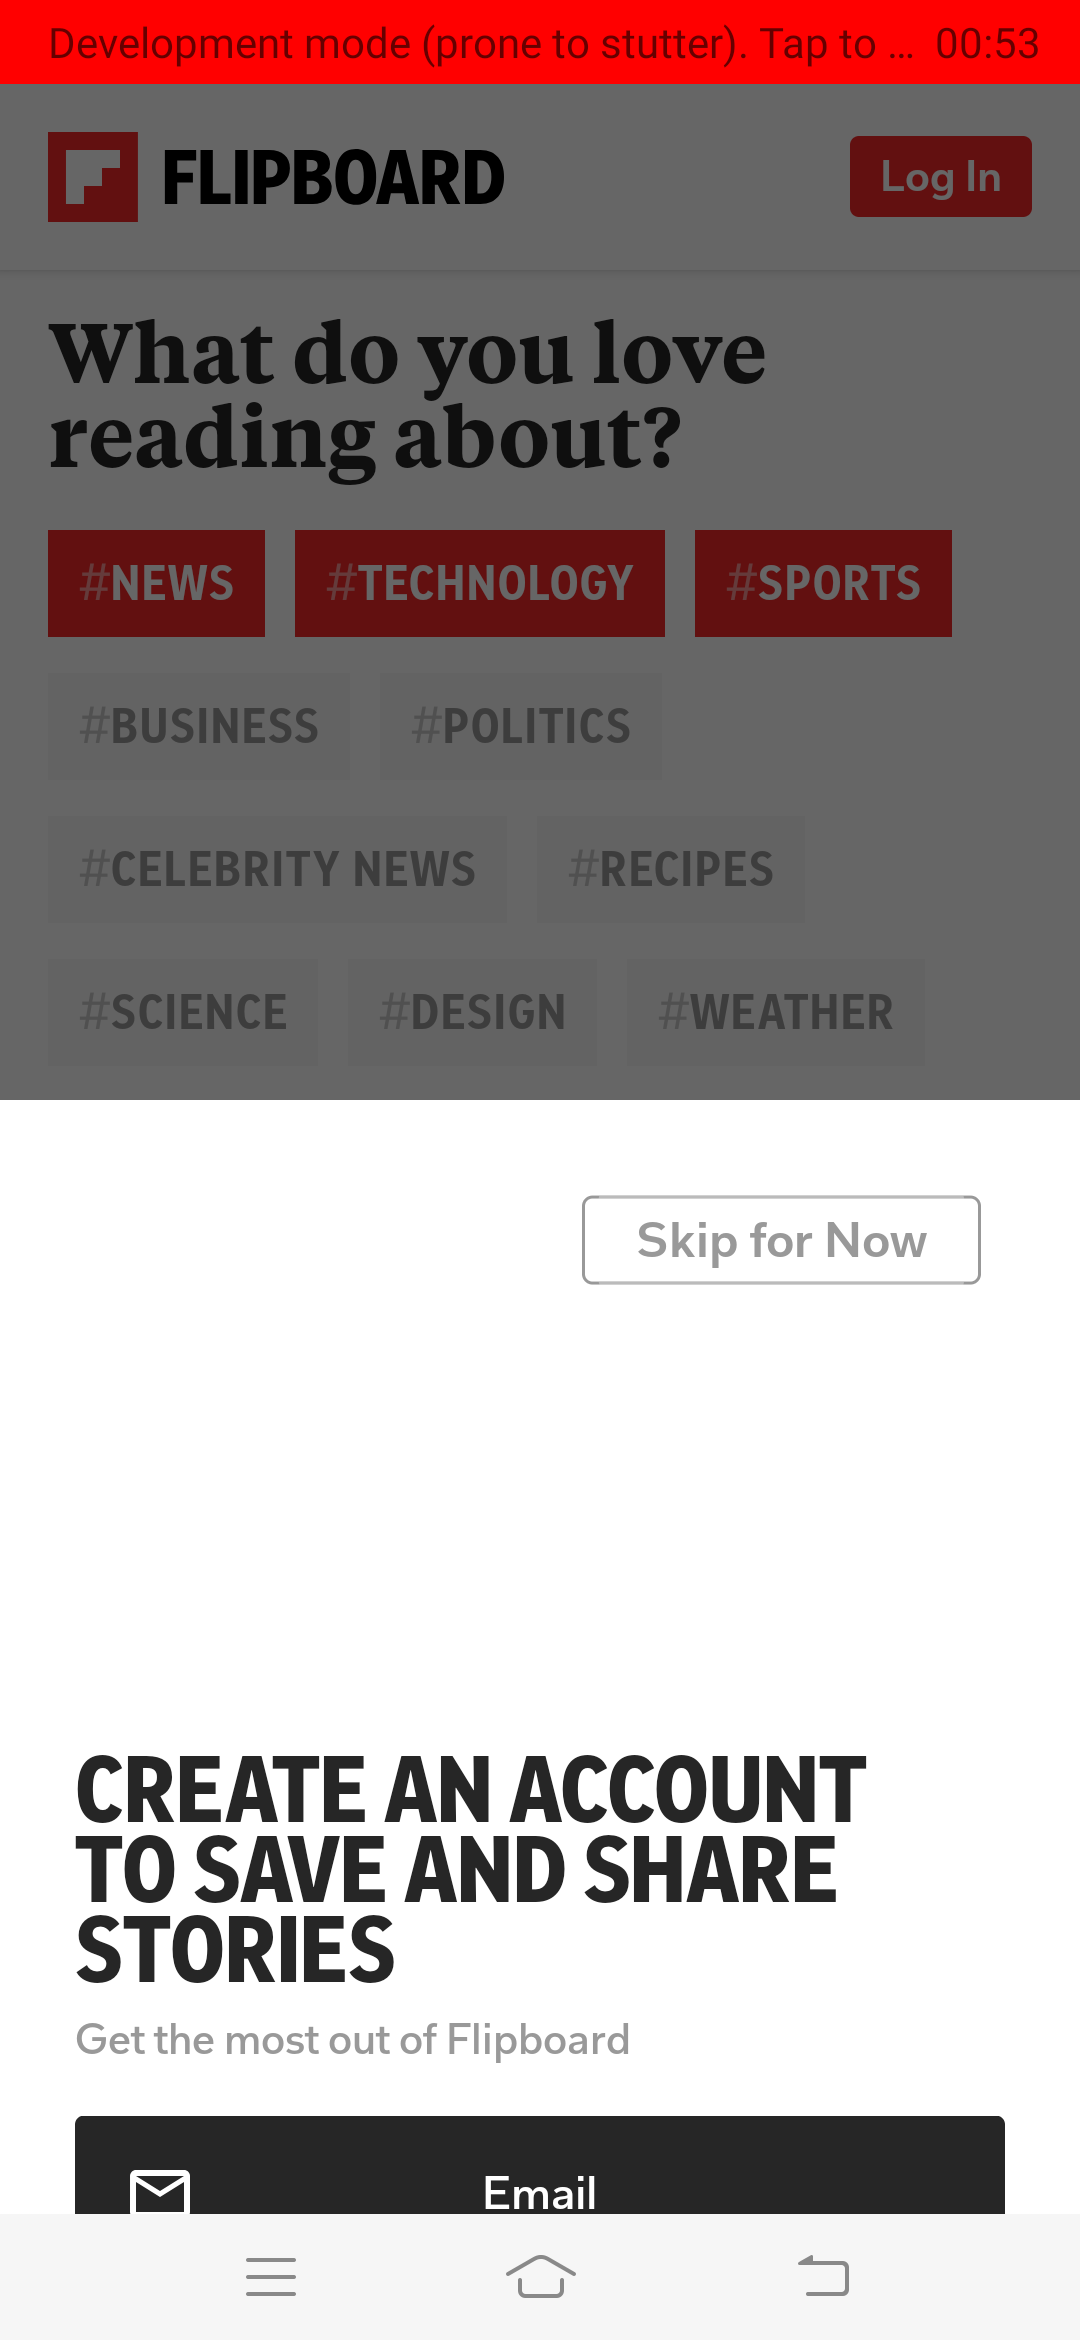 Development mode (prone to stutter). Tap to ... 00:53
FLIPBOARD
Log In
What do you love
reading about?
#NEWS #TECHNOLOGY #SPORTS
#BUSINESS #POLITICS
#CELEBRITY NEWS #RECIPES
#SCIENCE #DESIGN #WEATHER
Skip for Now
CREATE AN ACCOUNT
TO SAVE AND SHARE
STORIES
Get the most out of Flipboard
Email